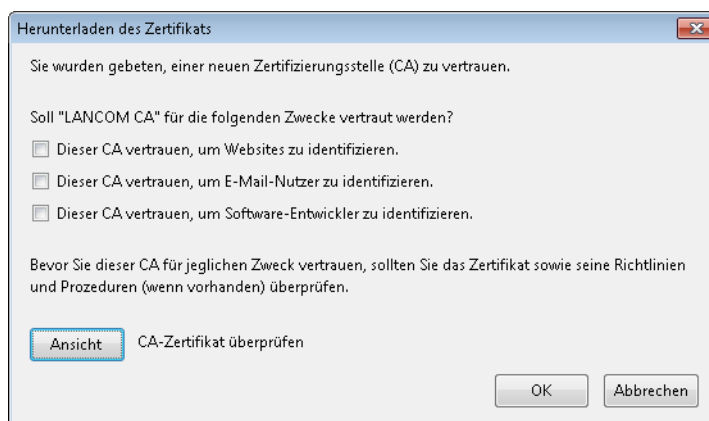 Herunterladen des Zertifikats
Sie wurden gebeten, einer neuen Zertifizierungsstelle (CA) zu vertrauen.
Soll "LANCOM CA" für die folgenden Zwecke vertraut werden?
Dieser CA vertrauen, um Websites zu identifizieren.
Dieser CA vertrauen, um E-Mail-Nutzer zu identifizieren.
Dieser CA vertrauen, um Software-Entwickler zu identifizieren.
Bevor Sie dieser CA für jeglichen Zweck vertrauen, sollten Sie das Zertifikat sowie seine Richtlinien
und Prozeduren (wenn vorhanden) überprüfen.
Ansicht CA-Zertifikat überprüfen
OK Abbrechen